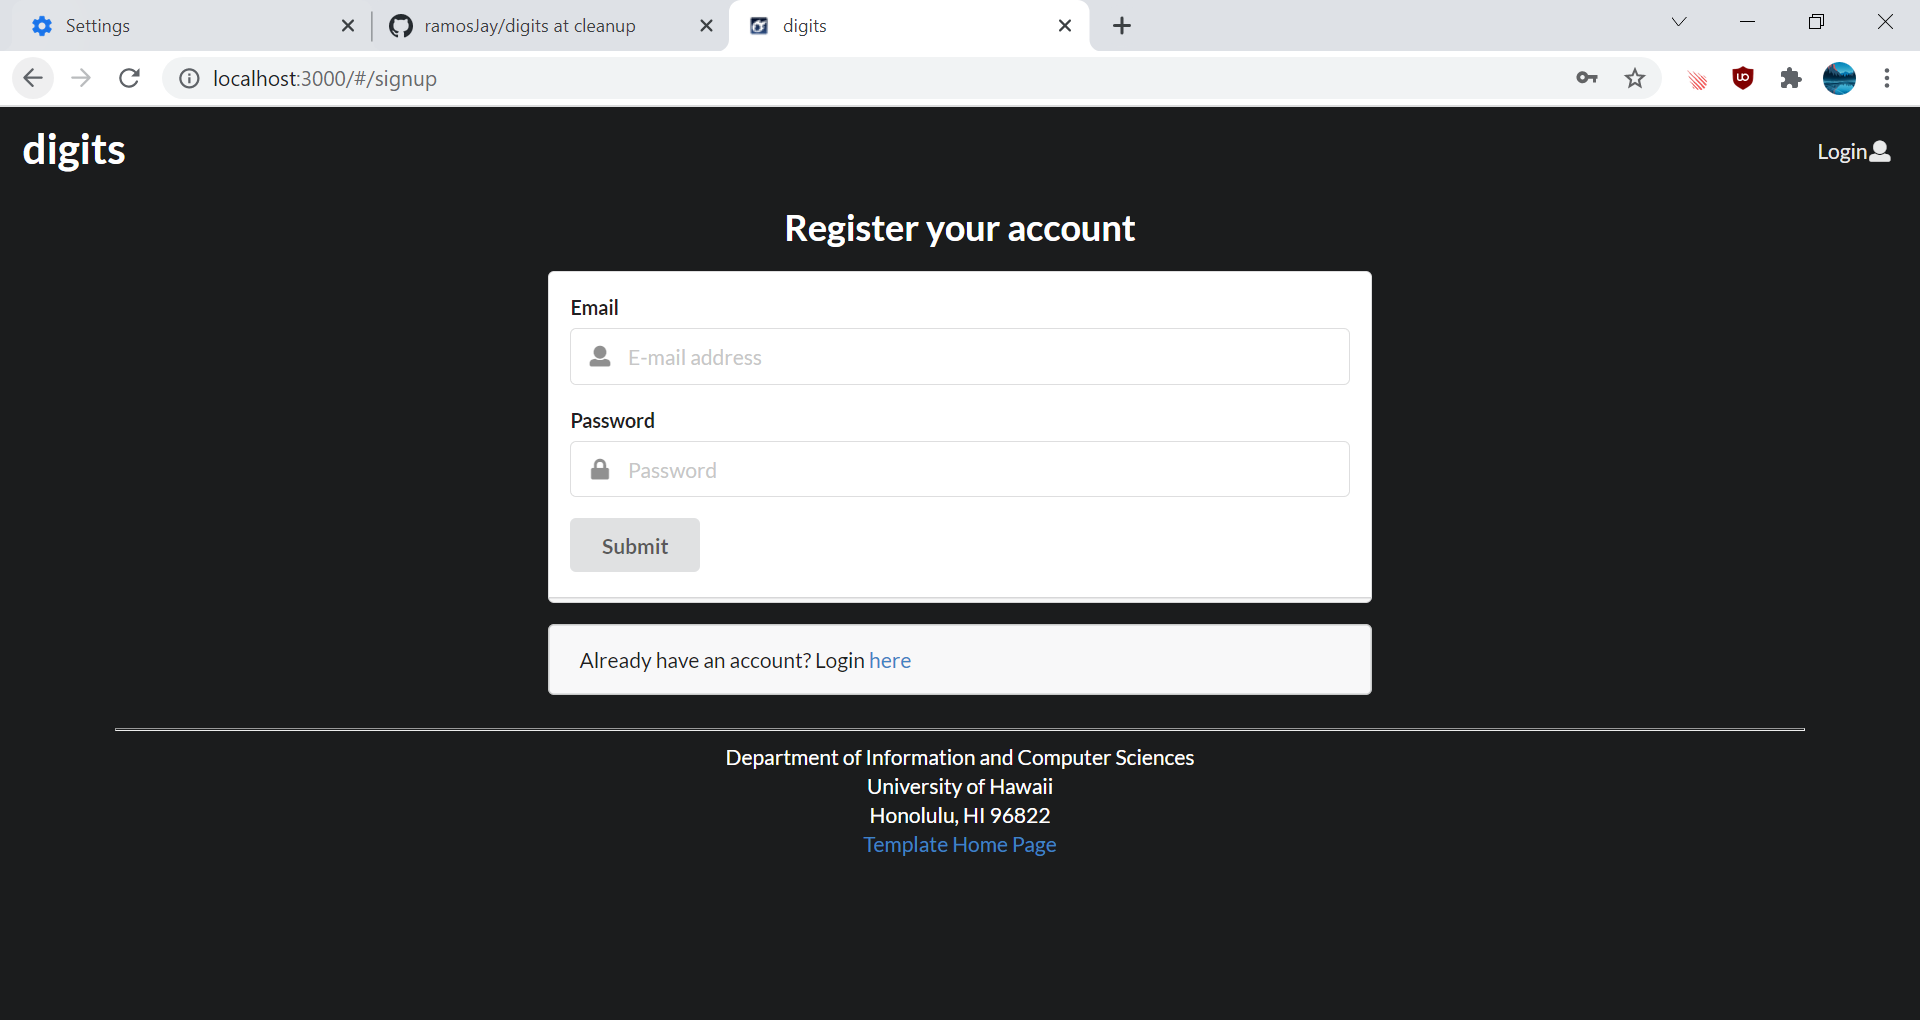 Settings
ramosJay/digits at cleanup
digits
localhost:3000/#/signup
digits
Login
Register your account
Email
E-mail address
Password
Password
Submit
Already have an account? Login here
Department of Information and Computer Sciences
University of Hawaii
Honolulu, HI 96822
Template Home Page